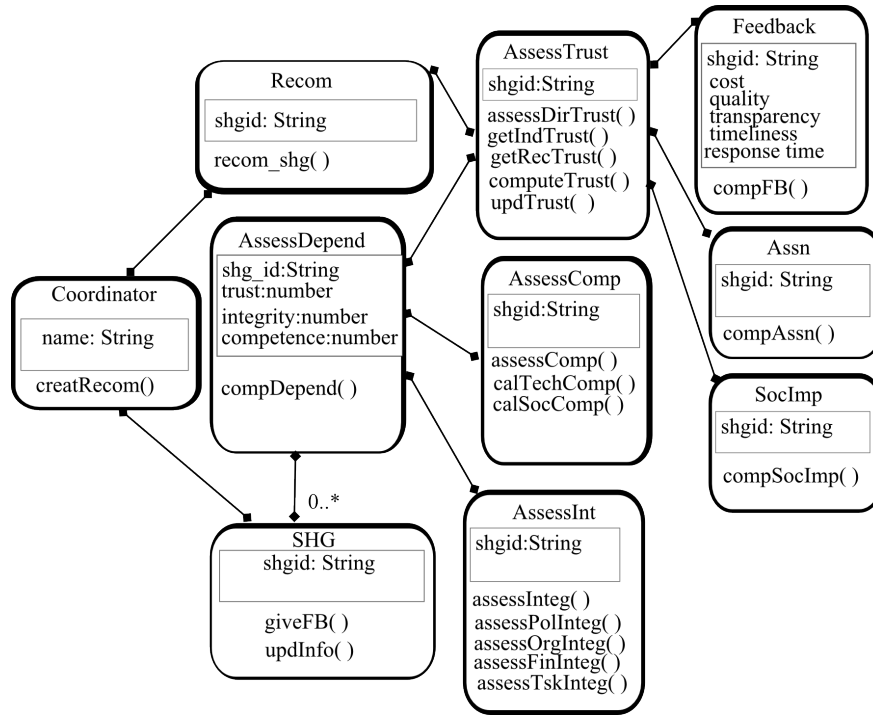 Recom
shgid: String
recom_shg( )
AssessTrust
shgid:String
assessDirTrust( )
getIndTrust( )
getRecTrust( )
computeTrust( )
updTrust( )
Feedback
shgid: String
cost
quality
transparency
timeliness
response time
compFB( )
Coordinator
name: String
creatRecom()
AssessDepend
shg_id:String
trust:number
integrity:number
competence:number
compDepend( )
AssessComp
shgid:String
assessComp( )
calTechComp( )
calSocComp( )
Assn
shgid: String
compAssn( )
SocImp
shgid: String
compSocImp( )
0..*
SHG
shgid: String
giveFB( )
updInfo( )
AssessInt
shgid:String
assessInteg( )
assessPolInteg( )
assessOrgInteg( )
assessFinInteg( )
assessTskInteg( )